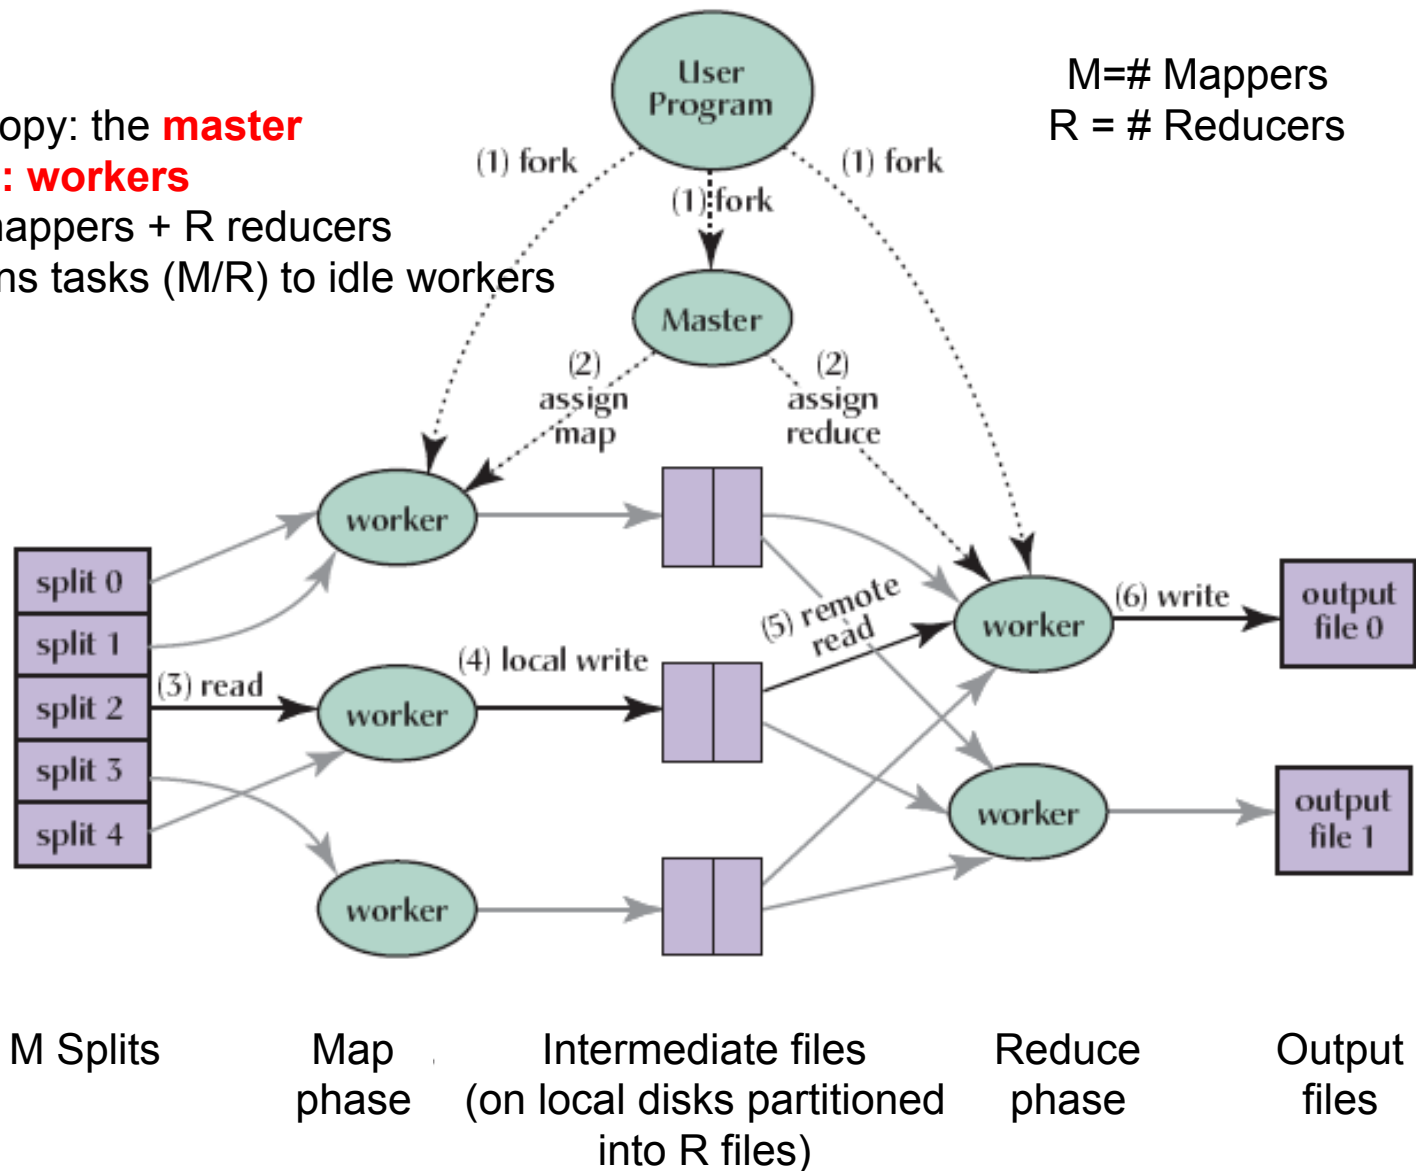 User
Program
M=# Mappers
R = # Reducers
opy: the master
: workers
appers + R reducers
ns tasks (M/R) to idle workers
(1) fork
(1) fork
(1) fork
Master
(2)
assign
map
(2)
assign
reduce
split 0
split 1
split 2
split 3
split 4
(3) read
worker
worker
worker
(4) local write
(5) remote
read
worker
worker
(6) write
output
file 0
output
file 1
M Splits
Map
phase
Intermediate files
(on local disks partitioned
into R files)
Reduce
phase
Output
files